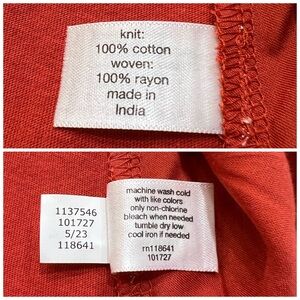 knit:
100% cotton
woven:
100% rayon
made in
India
1137546
101727
5/23
118641
machine wash cold
with like colors
only non-chlorine
bleach when needed
tumble dry low
cool iron if needed
rn118641
101727